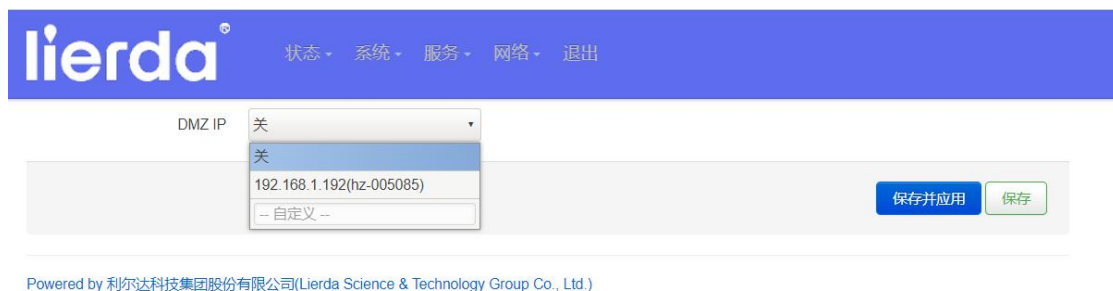 lierda®
状态 系统 服务 网络 退出
DMZ IP 关
关
192.168.1.192(hz-005085)
-- 自定义 --
保存并应用 保存
Powered by 利尔达科技集团股份有限公司(Lierda Science & Technology Group Co., Ltd.)